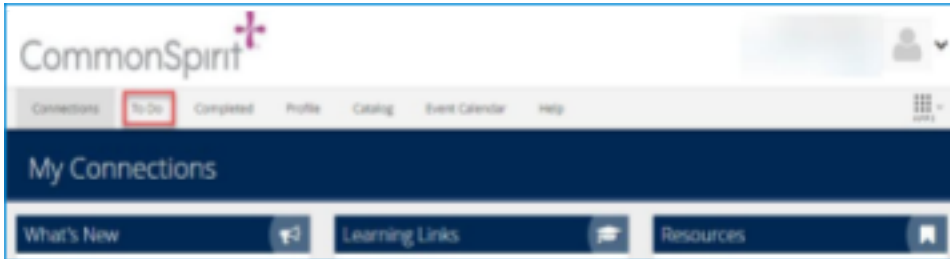 CommonSpirit
Connections To Do Completed Profile Catalog Event Calendar Help
My Connections
What's New Learning Links Resources